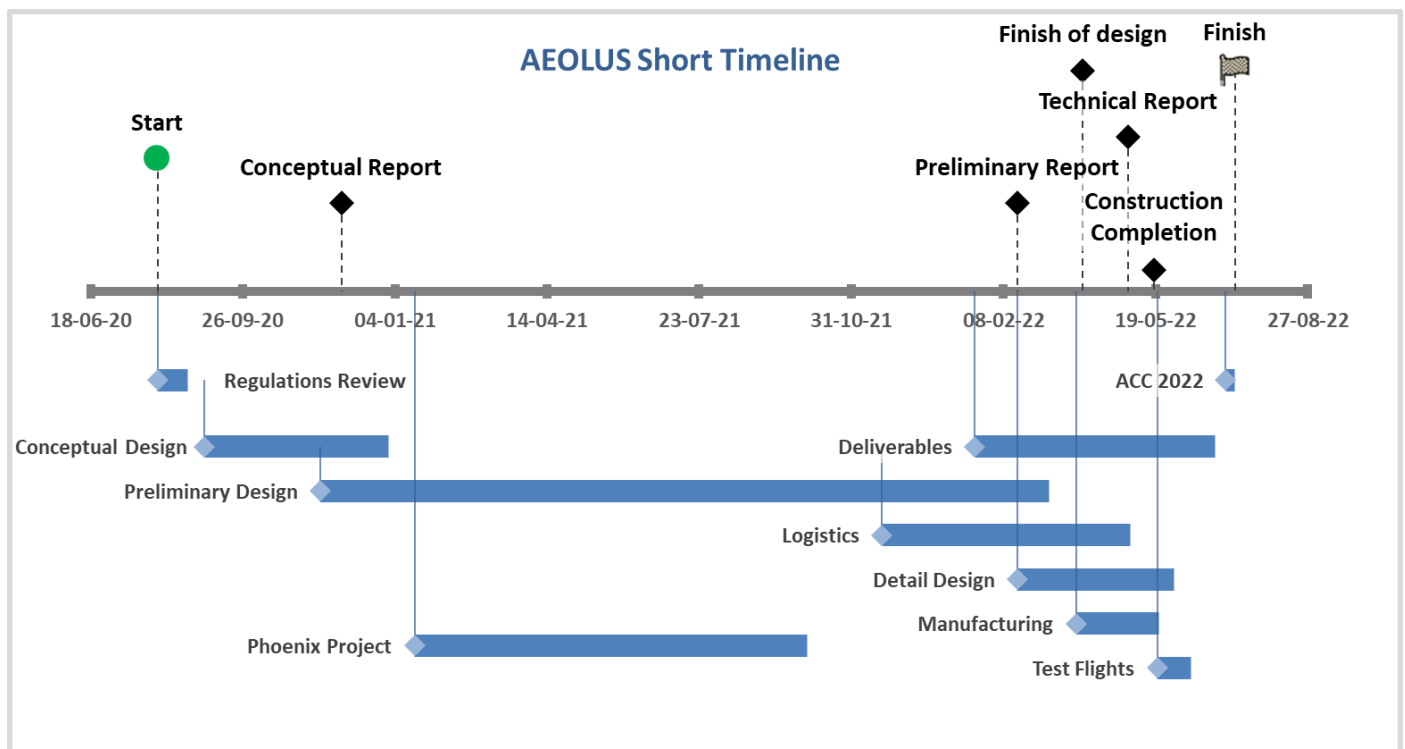 AEOLUS Short Timeline
Finish of design
Finish
Technical Report
Start
Conceptual Report
Preliminary Report
Construction
Completion
18-06-20
26-09-20
04-01-21
14-04-21
23-07-21
31-10-21
08-02-22
19-05-22
27-08-22
Regulations Review
ACC 2022
Conceptual Design
Deliverables
Preliminary Design
Logistics
Detail Design
Manufacturing
Phoenix Project
Test Flights